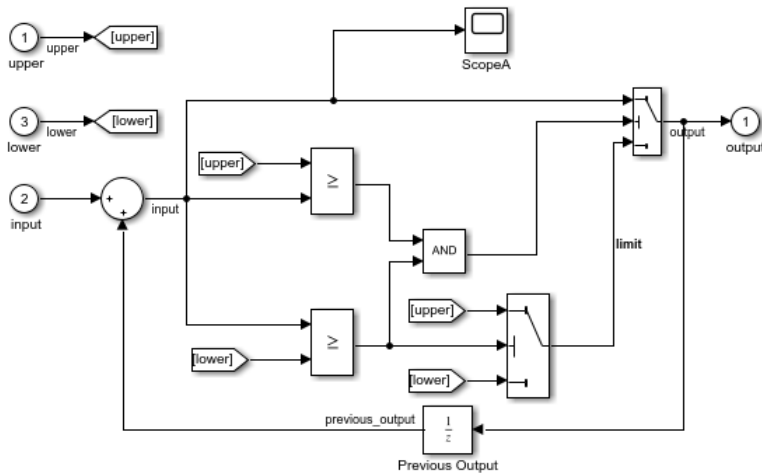 1
upper
upper
[upper]
ScopeA
3
lower
lower
[lower]
output
1
output
[upper]
≥
2
input
+
+
input
AND
limit
[upper]
[lower]
≥
[lower]
previous_output
1
z
Previous Output